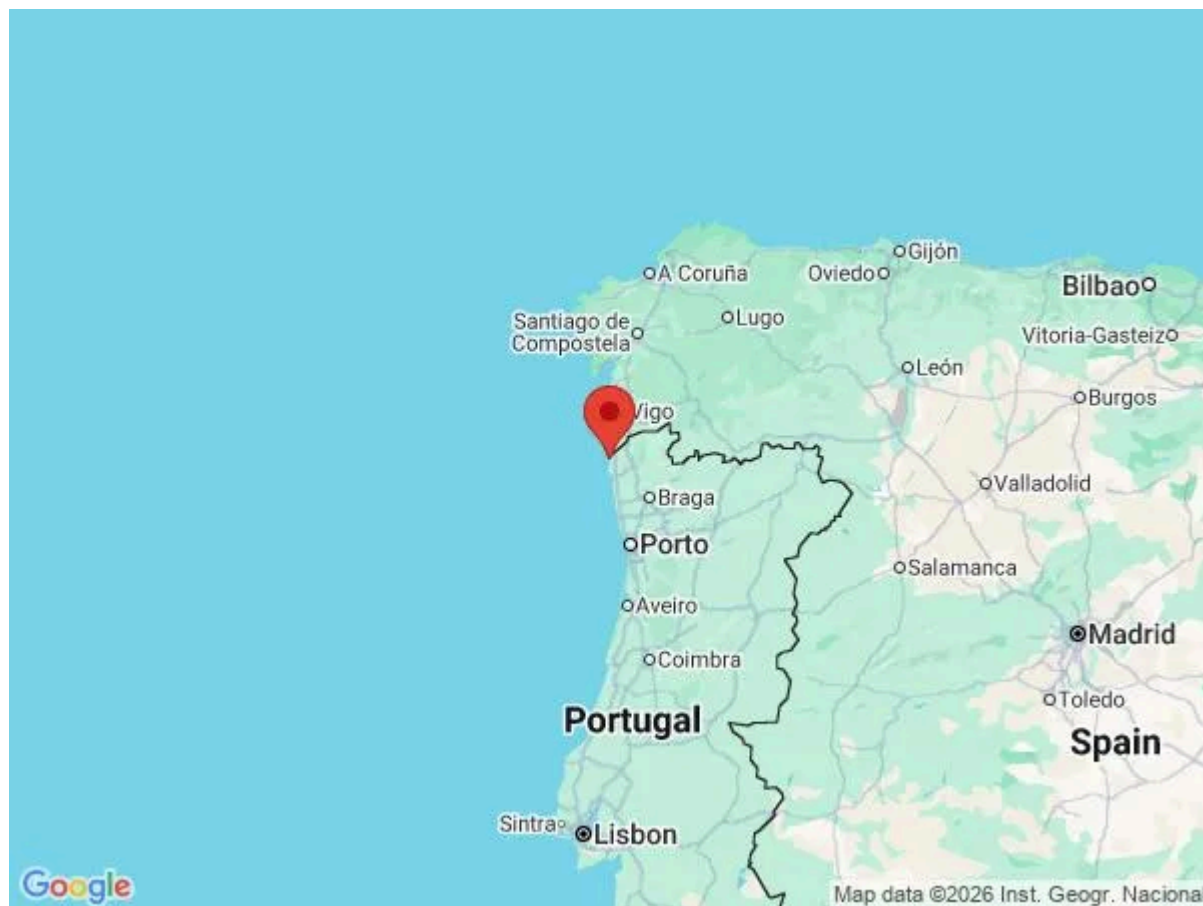 Gijón
A Coruña
Oviedo
Bilbao
Lugo
Santiago de
Compostela
Vitoria-Gasteiz
León
Burgos
Vigo
Valladolid
Braga
Porto
Salamanca
Aveiro
Madrid
Coimbra
Toledo
Portugal
Spain
Sintra
Lisbon
Google
Map data ©2026 Inst. Geogr. Nacional